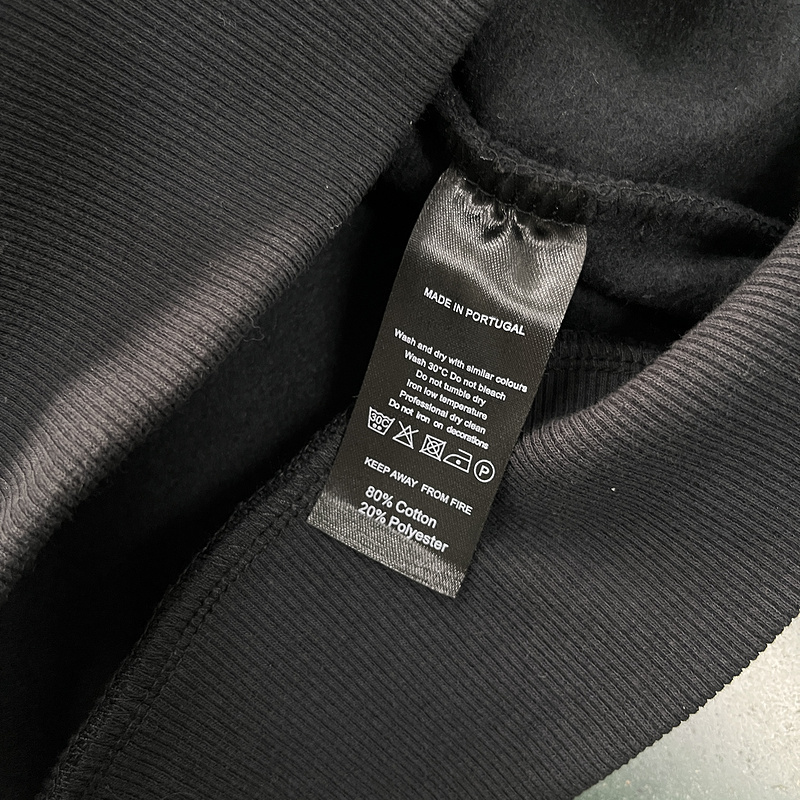 MADE IN PORTUGAL
Wash and dry with similar colours
Wash 30°C Do not bleach
Do not tumble dry
Iron low temperature
Professional dry clean
Do not iron on decorations
30C P
KEEP AWAY FROM FIRE
80% Cotton
20% Polyester